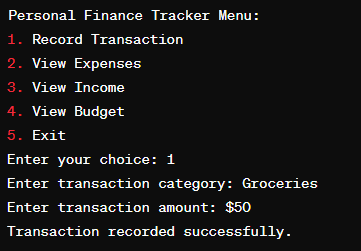 Personal Finance Tracker Menu:
1. Record Transaction
2. View Expenses
3. View Income
4. View Budget
5. Exit
Enter your choice: 1
Enter transaction category: Groceries
Enter transaction amount: $50
Transaction recorded successfully.